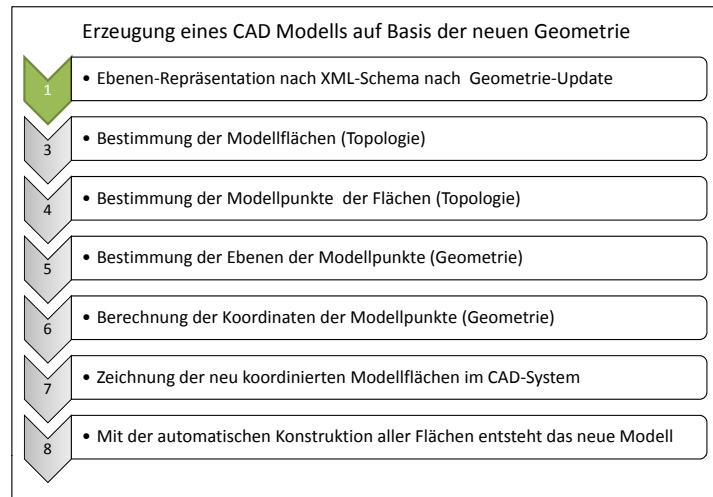 Erzeugung eines CAD Modells auf Basis der neuen Geometrie
1
• Ebenen-Repräsentation nach XML-Schema nach Geometrie-Update
3
• Bestimmung der Modellflächen (Topologie)
4
• Bestimmung der Modellpunkte der Flächen (Topologie)
5
• Bestimmung der Ebenen der Modellpunkte (Geometrie)
6
• Berechnung der Koordinaten der Modellpunkte (Geometrie)
7
• Zeichnung der neu koordinierten Modellflächen im CAD-System
8
• Mit der automatischen Konstruktion aller Flächen entsteht das neue Modell